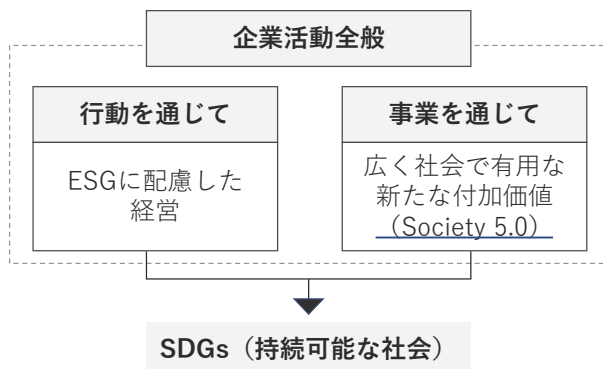 企業活動全般
行動を通じて
ESGに配慮した
経営
事業を通じて
広く社会で有用な
新たな付加価値
（Society 5.0）
SDGs（持続可能な社会）